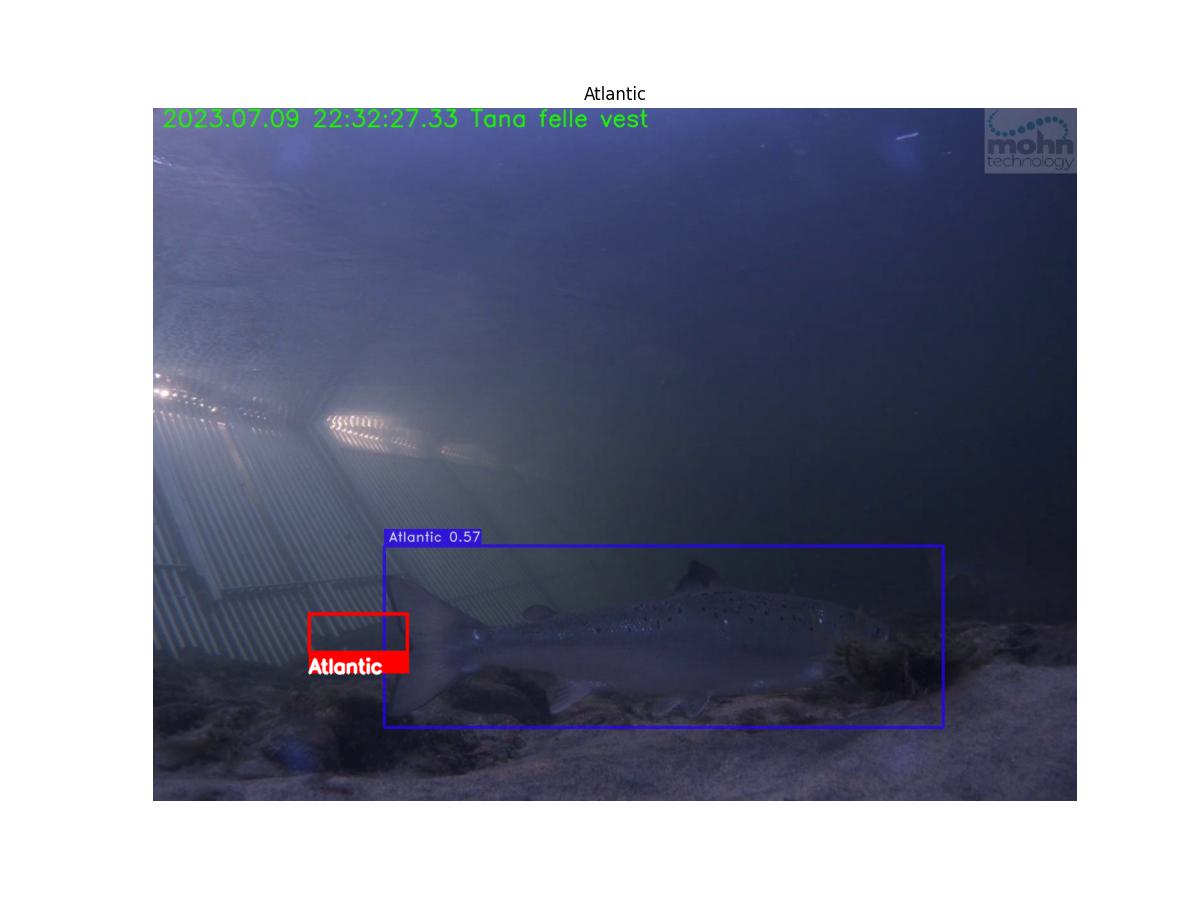 Atlantic
2023.07.09 22:32:27.33 Tana felle vest
mohn
technology
Atlantic 0.57
Atlantic